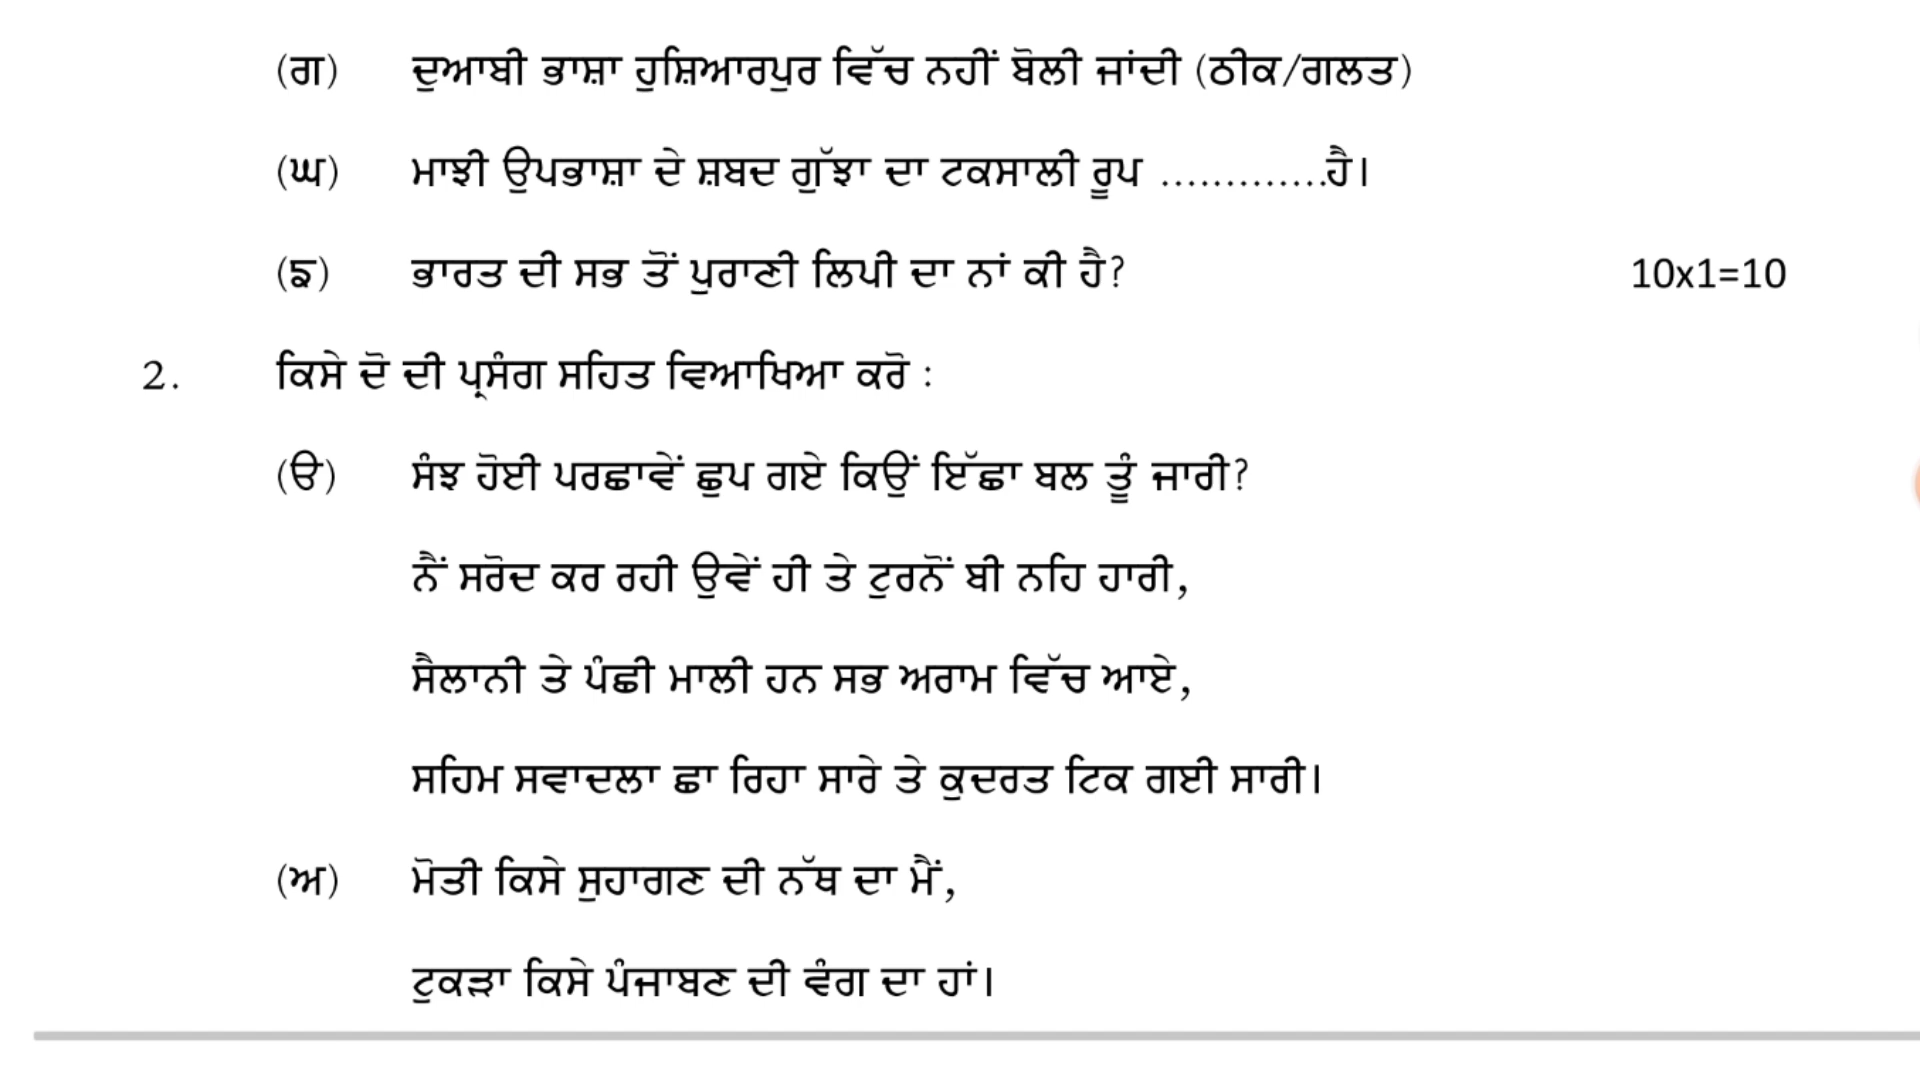 (ਗ) ਦੁਆਬੀ ਭਾਸ਼ਾ ਹੁਸ਼ਿਆਰਪੁਰ ਵਿੱਚ ਨਹੀਂ ਬੋਲੀ ਜਾਂਦੀ (ਠੀਕ/ਗਲਤ)
(ਘ) ਮਾਝੀ ਉਪਭਾਸ਼ਾ ਦੇ ਸ਼ਬਦ ਗੁੱਝਾ ਦਾ ਟਕਸਾਲੀ ਰੂਪ .............ਹੈ।
(ਙ) ਭਾਰਤ ਦੀ ਸਭ ਤੋਂ ਪੁਰਾਣੀ ਲਿਪੀ ਦਾ ਨਾਂ ਕੀ ਹੈ? 10x1=10
2. ਕਿਸੇ ਦੋ ਦੀ ਪ੍ਰਸੰਗ ਸਹਿਤ ਵਿਆਖਿਆ ਕਰੋ :
(ੳ) ਸੰਝ ਹੋਈ ਪਰਛਾਵੇਂ ਛੁਪ ਗਏ ਕਿਉਂ ਇੱਛਾ ਬਲ ਤੂੰ ਜਾਰੀ?
ਨੈਂ ਸਰੋਦ ਕਰ ਰਹੀ ਉਵੇਂ ਹੀ ਤੇ ਟੁਰਨੋਂ ਬੀ ਨਹਿ ਹਾਰੀ,
ਸੈਲਾਨੀ ਤੇ ਪੰਛੀ ਮਾਲੀ ਹਨ ਸਭ ਅਰਾਮ ਵਿੱਚ ਆਏ,
ਸਹਿਮ ਸਵਾਦਲਾ ਛਾ ਰਿਹਾ ਸਾਰੇ ਤੇ ਕੁਦਰਤ ਟਿਕ ਗਈ ਸਾਰੀ।
(ਅ) ਮੋਤੀ ਕਿਸੇ ਸੁਹਾਗਣ ਦੀ ਨੱਥ ਦਾ ਮੈਂ,
ਟੁਕੜਾ ਕਿਸੇ ਪੰਜਾਬਣ ਦੀ ਵੰਗ ਦਾ ਹਾਂ।